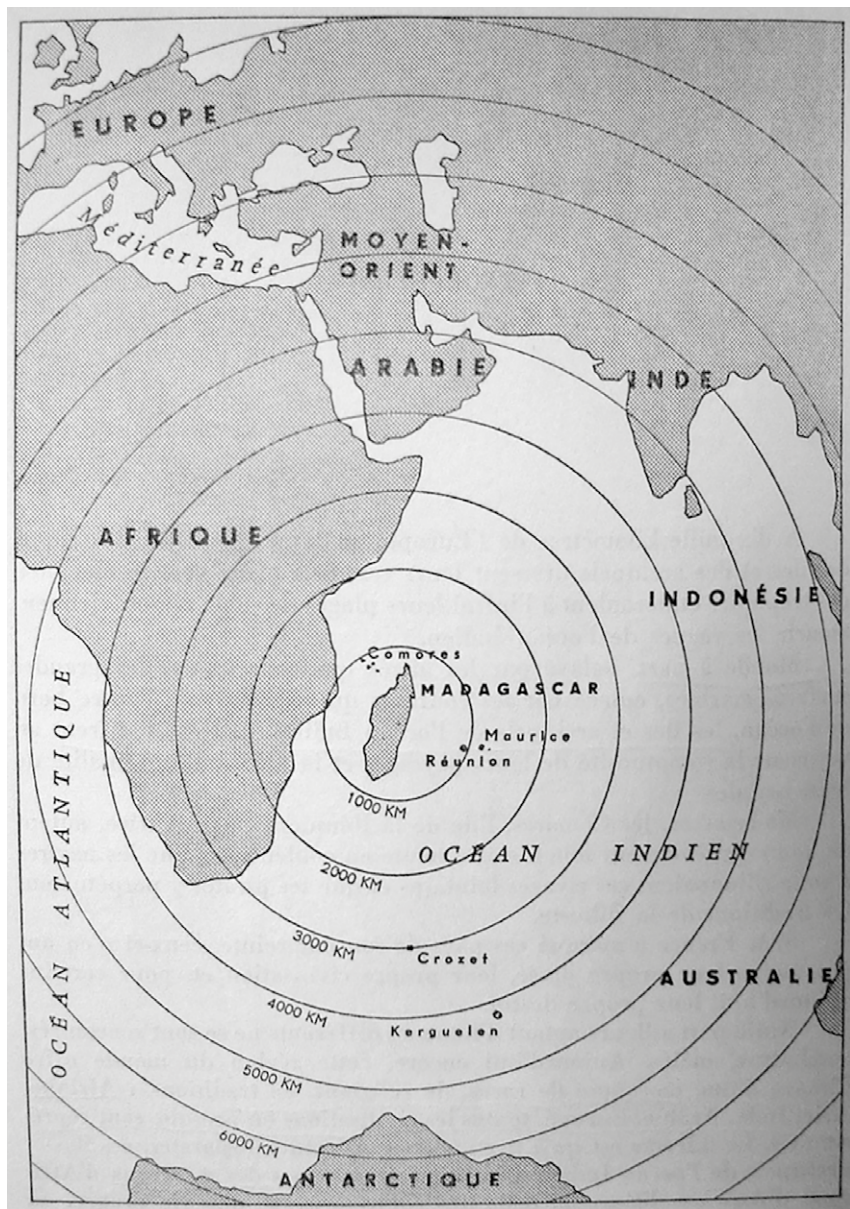 EUROPE
Méditerranée
MOYEN-
ORIENT
ARABIE
INDE
AFRIQUE
INDONÉSIE
Comores
MADAGASCAR
Maurice
Réunion
1000 KM
OCÉAN INDIEN
2000 KM
OCÉAN ATLANTIQUE
3000 KM
Crozet
AUSTRALIE
4000 KM
Kerguelen
5000 KM
6000 KM
ANTARCTIQUE